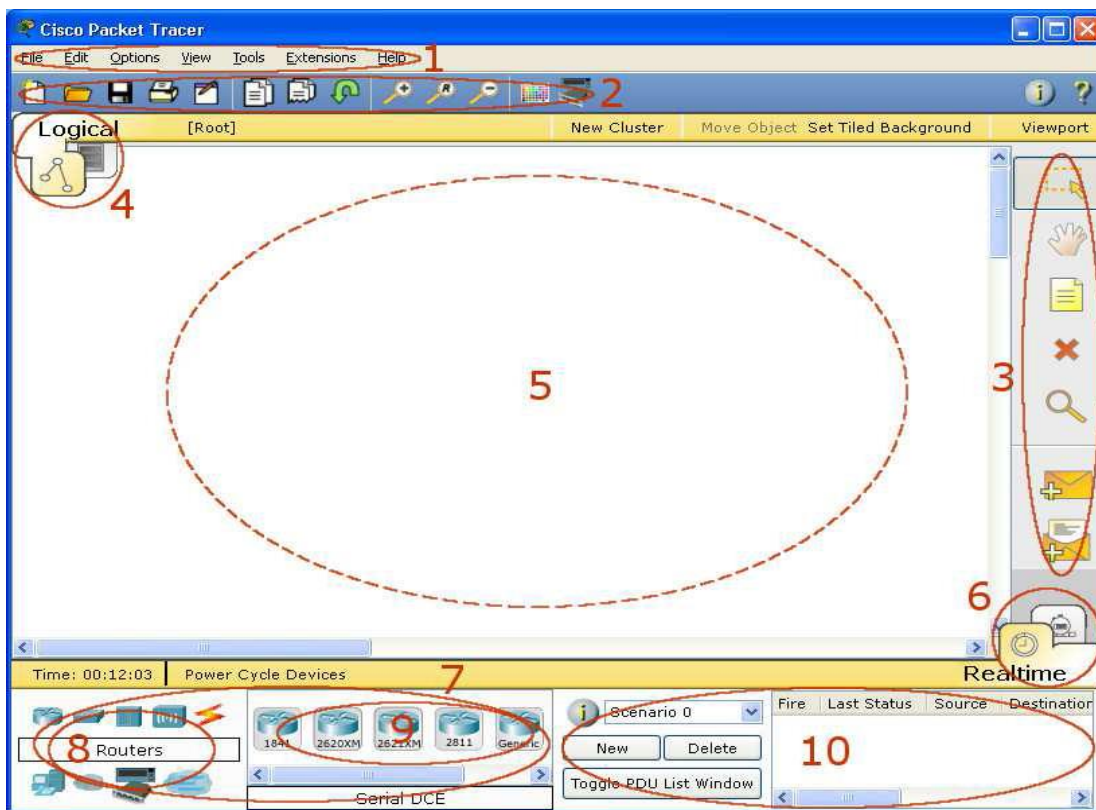 Cisco Packet Tracer
File Edit Options View Tools Extensions Help 1
2
Logical [Root] New Cluster Move Object Set Tiled Background Viewport
4
5
3
6
Time: 00:12:03 Power Cycle Devices 7 Realtime
8 Routers
1841 2620XM 2621XM 2811 Generic
9
Serial DCE
Scenario 0
New Delete
Toggle PDU List Window
Fire Last Status Source Destination
10